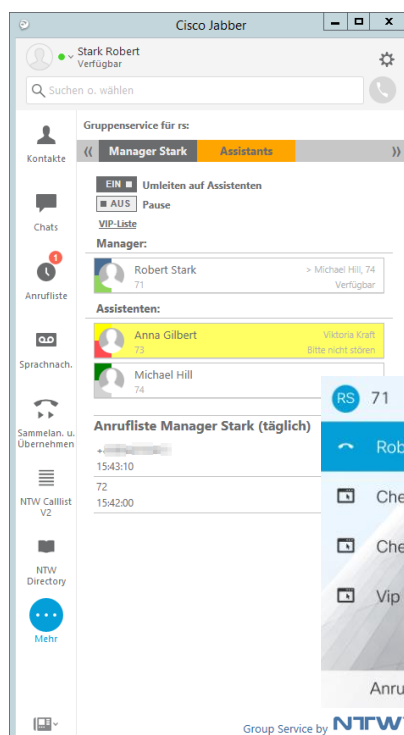 Cisco Jabber
Stark Robert
Verfügbar
Suchen o. wählen
Kontakte
Chats
1
Anrufliste
Sprachnach.
Sammelan. u.
Übernehmen
NTW Calllist
V2
NTW
Directory
Mehr
Gruppenservice für rs:
Manager Stark Assistants
EIN Umleiten auf Assistenten
AUS Pause
VIP-Liste
Manager:
Robert Stark > Michael Hill, 74
71 Verfügbar
Assistenten:
Anna Gilbert Viktoria Kraft
73 Bitte nicht stören
Michael Hill
74
Anrufliste Manager Stark (täglich)
15:43:10
72
15:42:00
RS 71
Rob
Che
Che
Vip
Anru
Group Service by NTW